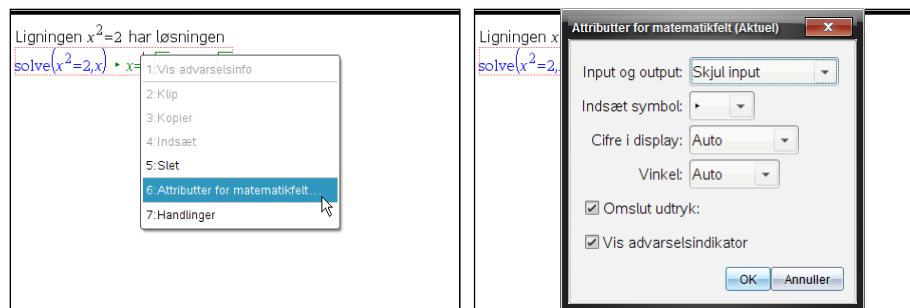 Ligningen x²=2 har løsningen
solve(x²=2,x) ▸ x=
1:Vis advarselsinfo
2:Klip
3:Kopier
4:Indsæt
5:Slet
6:Attributter for matematikfelt...
7:Handlinger
Ligningen x
solve(x²=2,
Attributter for matematikfelt (Aktuel)
Input og output: Skjul input
Indsæt symbol: ▸
Cifre i display: Auto
Vinkel: Auto
Omslut udtryk:
Vis advarselsindikator
OK Annuller